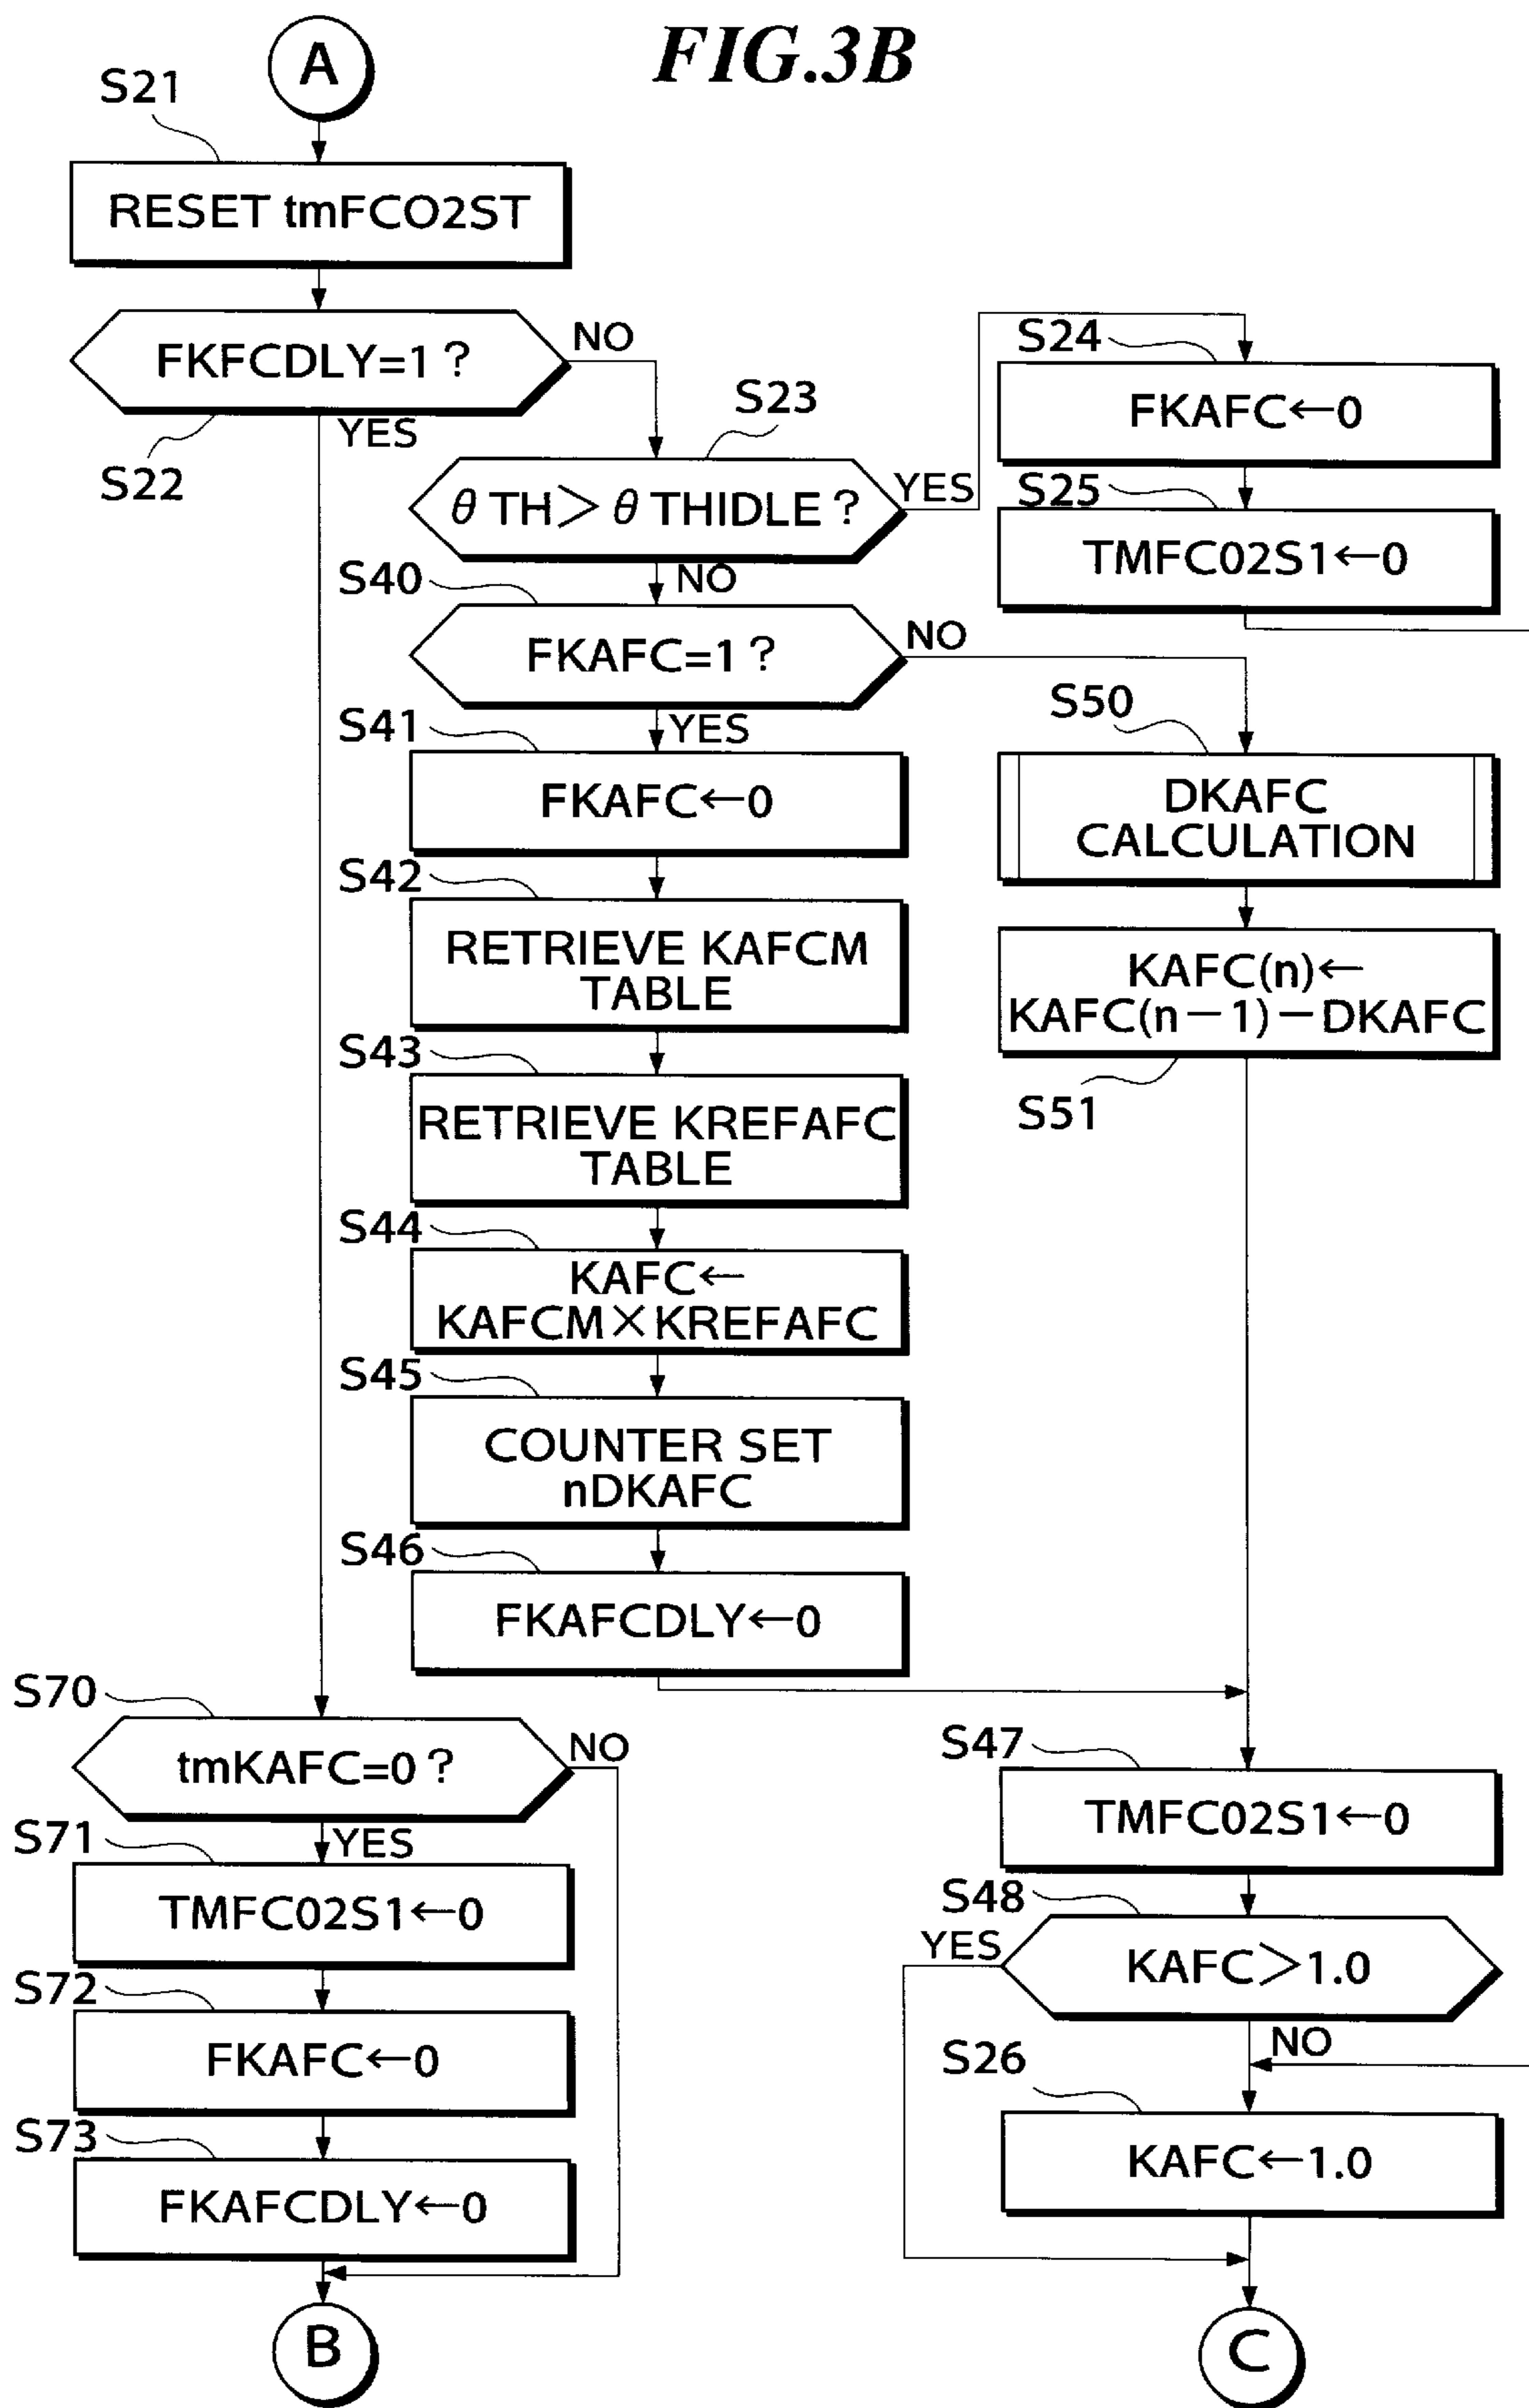 FIG.3B
A
S21
RESET tmFCO2ST
FKFCDLY=1?
NO
YES
S22
S23
θTH>θTHIDLE?
YES
NO
S24
FKAFC←0
S25
TMFC02S1←0
S40
FKAFC=1?
NO
YES
S41
FKAFC←0
S42
RETRIEVE KAFCM
TABLE
S43
RETRIEVE KREFAFC
TABLE
S44
KAFC←
KAFCM×KREFAFC
S45
COUNTER SET
nDKAFC
S46
FKAFCDLY←0
S50
DKAFC
CALCULATION
KAFC(n)←
KAFC(n-1)-DKAFC
S51
S70
tmKAFC=0?
NO
YES
S71
TMFC02S1←0
S72
FKAFC←0
S73
FKAFCDLY←0
B
S47
TMFC02S1←0
S48
YES
KAFC>1.0
NO
S26
KAFC←1.0
C